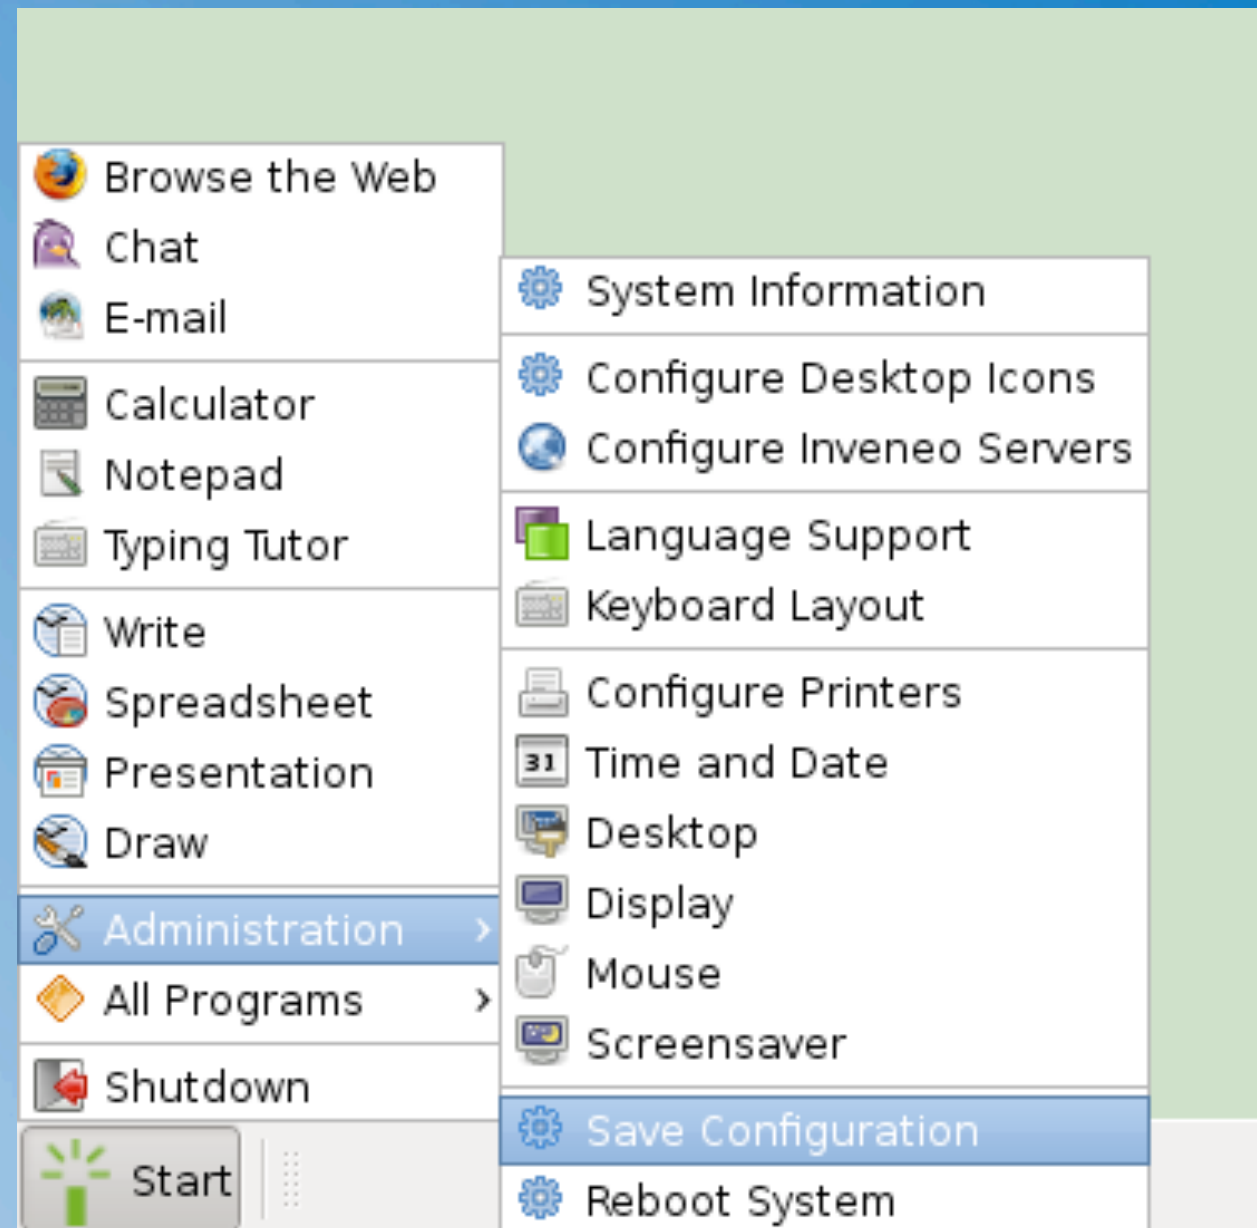 Browse the Web
Chat
E-mail
Calculator
Notepad
Typing Tutor
Write
Spreadsheet
Presentation
Draw
Administration
All Programs
Shutdown
Start
System Information
Configure Desktop Icons
Configure Inveneo Servers
Language Support
Keyboard Layout
Configure Printers
31
Time and Date
Desktop
Display
Mouse
Screensaver
Save Configuration
Reboot System